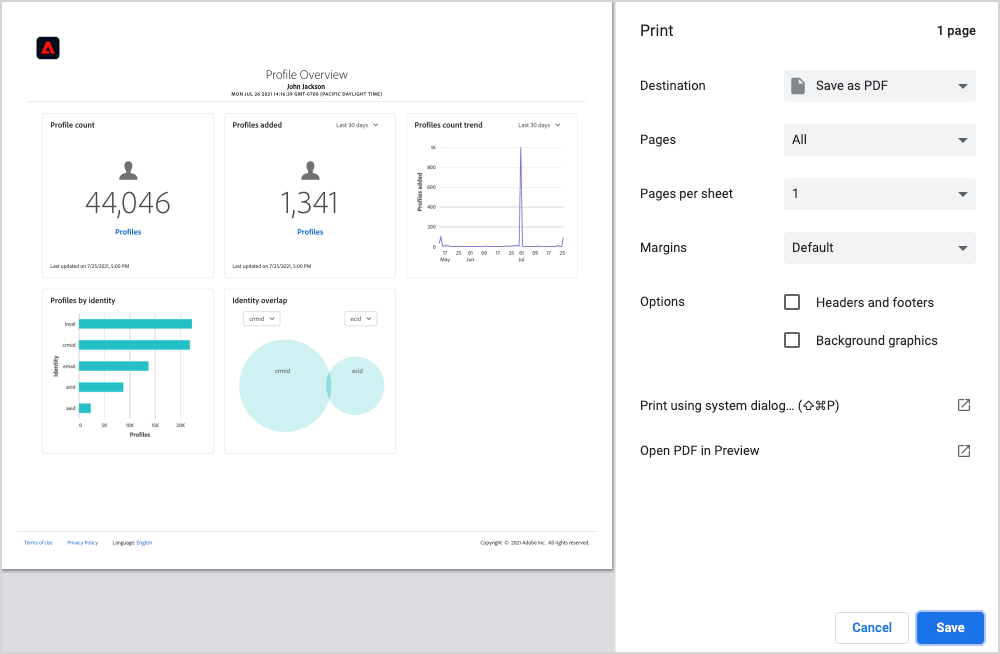 Profile Overview
John Jackson
MON JUL 26 2021 14:16:39 GMT-0700 (PACIFIC DAYLIGHT TIME)
Profile count
44,046
Profiles
Last updated on 7/25/2021, 5:00 PM
Profiles added
Last 30 days
1,341
Profiles
Last updated on 7/25/2021, 5:00 PM
Profiles count trend
Last 30 days
Profiles added
1K
800
600
400
200
0
17 25 01 09 17 25 01 09 17 25
May Jun Jul
Profiles by identity
Identity
loyal
crmid
email
ecid
aaid
0 5K 10K 15K 20K
Profiles
Identity overlap
crmid
ecid
crmid
ecid
Terms of Use Privacy Policy Language: English
Copyright © 2021 Adobe Inc. All rights reserved.
Print
1 page
Destination
Save as PDF
Pages
All
Pages per sheet
1
Margins
Default
Options
Headers and footers
Background graphics
Print using system dialog... (⇧⌘P)
Open PDF in Preview
Cancel
Save